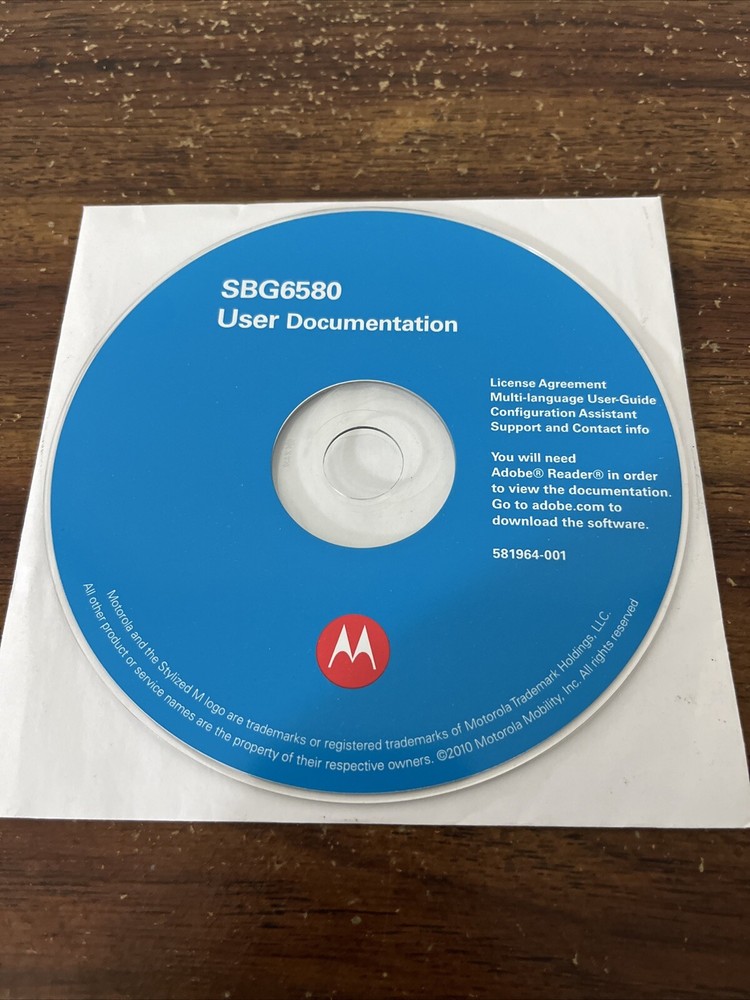 SBG6580
User Documentation
License Agreement
Multi-language User-Guide
Configuration Assistant
Support and Contact info
You will need
Adobe® Reader® in order
to view the documentation.
Go to adobe.com to
download the software.
581964-001
Motorola and the Stylized M logo are trademarks or registered trademarks of Motorola Trademark Holdings, LLC.
All other product or service names are the property of their respective owners. ©2010 Motorola Mobility, Inc. All rights reserved